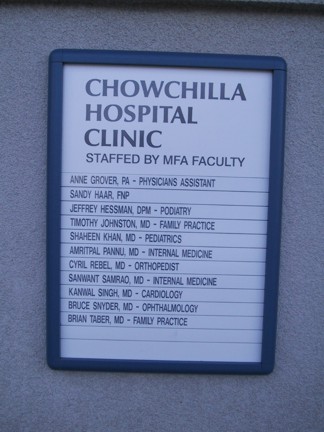 CHOWCHILLA
HOSPITAL
CLINIC
STAFFED BY MFA FACULTY
ANNE GROVER, PA - PHYSICIANS ASSISTANT
SANDY HAAR, FNP
JEFFREY HESSMAN, DPM - PODIATRY
TIMOTHY JOHNSTON, MD - FAMILY PRACTICE
SHAHEEN KHAN, MD - PEDIATRICS
AMRITPAL PANNU, MD - INTERNAL MEDICINE
CYRIL REBEL, MD - ORTHOPEDIST
SANWANT SAMRAO, MD - INTERNAL MEDICINE
KANWAL SINGH, MD - CARDIOLOGY
BRUCE SNYDER, MD - OPHTHALMOLOGY
BRIAN TABER, MD - FAMILY PRACTICE